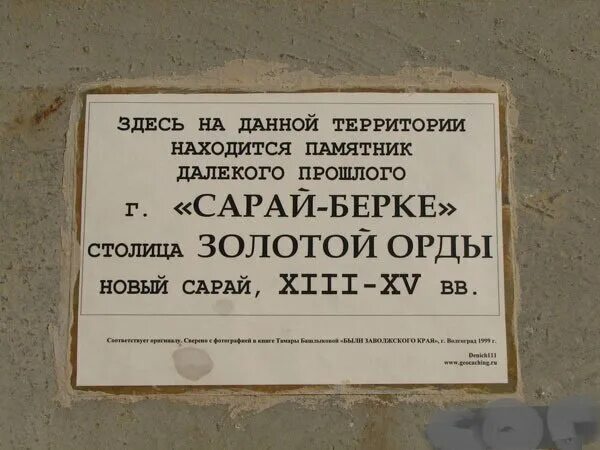 ЗДЕСЬ НА ДАННОЙ ТЕРРИТОРИИ
НАХОДИТСЯ ПАМЯТНИК
ДАЛЕКОГО ПРОШЛОГО
г. «САРАЙ-БЕРКЕ»
СТОЛИЦА ЗОЛОТОЙ ОРДЫ
НОВЫЙ САРАЙ, XIII-XV ВВ.
Соответствует оригиналу. Сверено с фотографией в книге Тамары Башлыковой «БЫЛИ ЗАВОЛЖСКОГО КРАЯ», г. Волгоград 1999 г.
Denich111
www.geocaching.ru